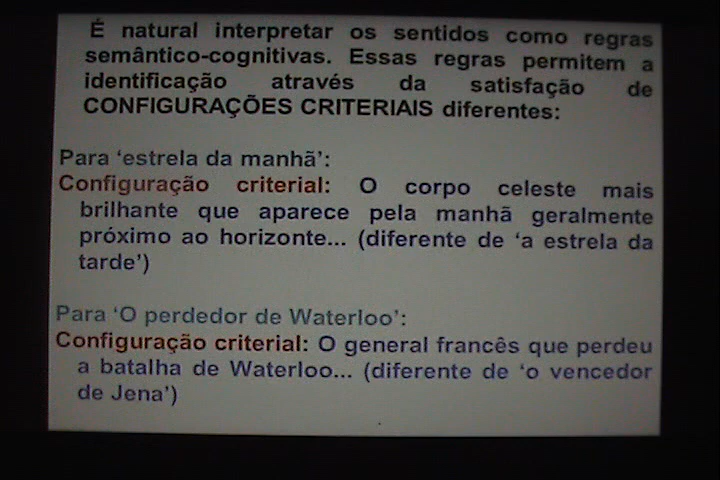 É natural interpretar os sentidos como regras
semântico-cognitivas. Essas regras permitem a
identificação através da satisfação de
CONFIGURAÇÕES CRITERIAIS diferentes:
Para ‘estrela da manhã’:
Configuração criterial: O corpo celeste mais
brilhante que aparece pela manhã geralmente
próximo ao horizonte... (diferente de ‘a estrela da
tarde’)
Para ‘O perdedor de Waterloo’:
Configuração criterial: O general francês que perdeu
a batalha de Waterloo... (diferente de ‘o vencedor
de Jena’)